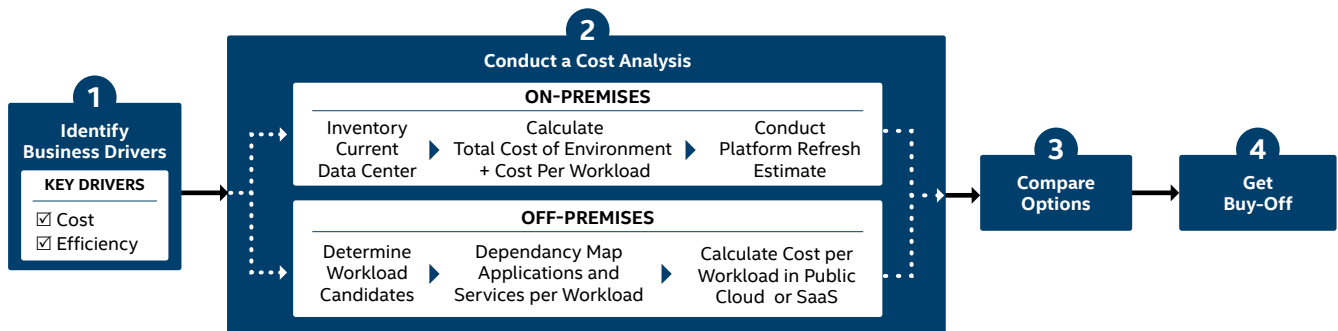 1
Identify
Business Drivers
KEY DRIVERS
☑ Cost
☑ Efficiency
2
Conduct a Cost Analysis
ON-PREMISES
Inventory
Current
Data Center
Calculate
Total Cost of Environment
+ Cost Per Workload
Conduct
Platform Refresh
Estimate
OFF-PREMISES
Determine
Workload
Candidates
Dependancy Map
Applications and
Services per Workload
Calculate Cost per
Workload in Public
Cloud or SaaS
3
Compare
Options
4
Get
Buy-Off